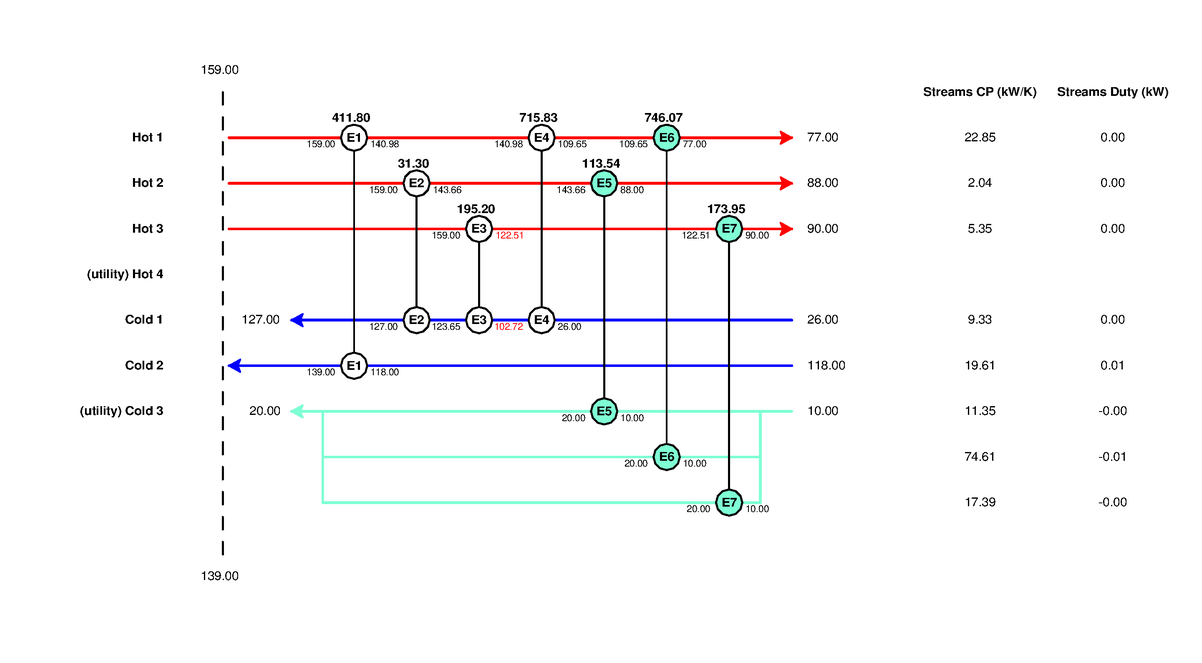 159.00
Streams CP (kW/K) Streams Duty (kW)
411.80 715.83 746.07
Hot 1 E1 E4 E6 77.00 22.85 0.00
159.00 140.98 140.98 109.65 109.65 77.00
31.30 113.54
Hot 2 E2 E5 88.00 2.04 0.00
159.00 143.66 143.66 88.00
195.20 173.95
Hot 3 E3 E7 90.00 5.35 0.00
159.00 122.51 122.51 90.00
(utility) Hot 4
Cold 1 127.00 E2 E3 E4 26.00 9.33 0.00
127.00 123.65 102.72 26.00
Cold 2 E1 118.00 19.61 0.01
139.00 118.00
(utility) Cold 3 20.00 E5 10.00 11.35 -0.00
20.00 10.00
E6 74.61 -0.01
20.00 10.00
E7 17.39 -0.00
20.00 10.00
139.00